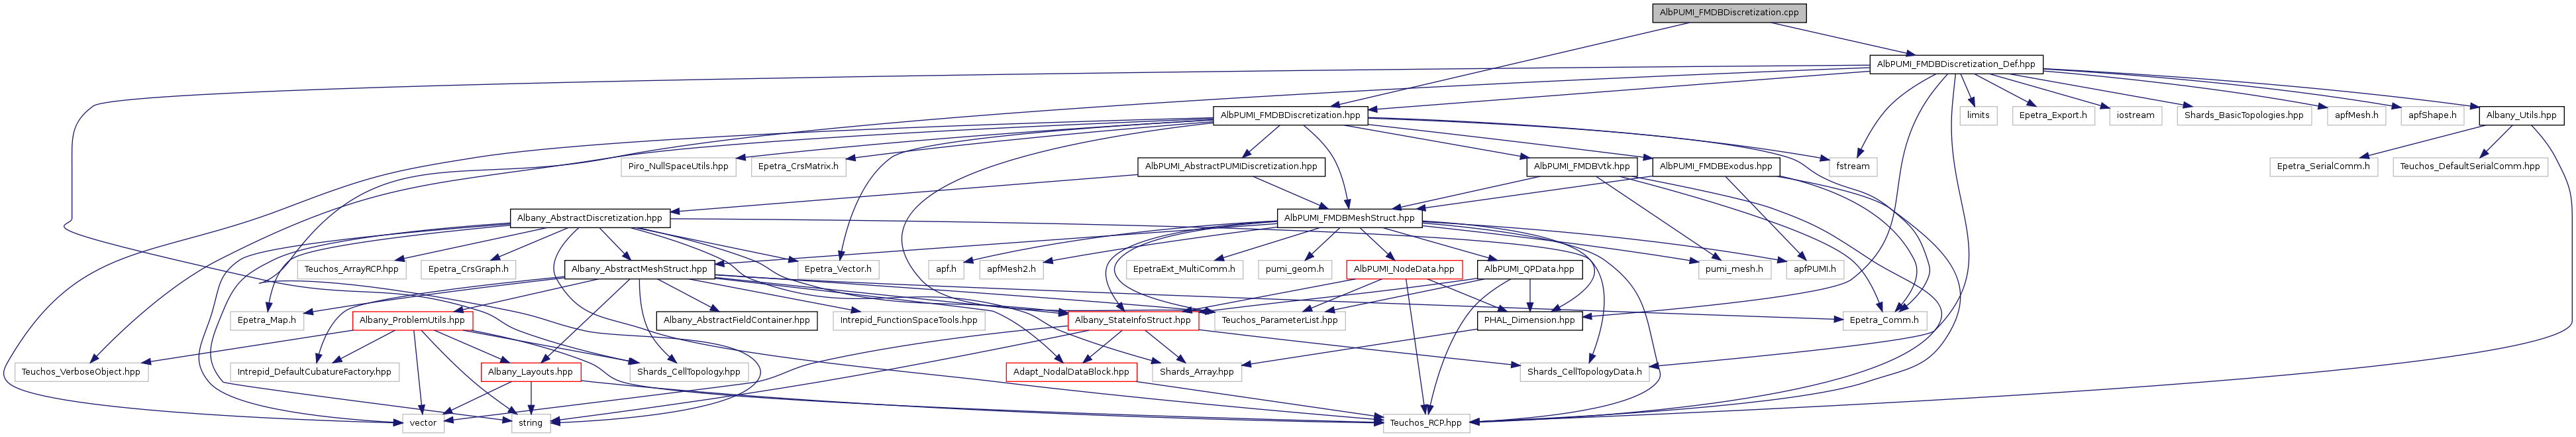 AlbPUMI_FMDBDiscretization.cpp
AlbPUMI_FMDBDiscretization_Def.hpp
AlbPUMI_FMDBDiscretization.hpp
limits
Epetra_Export.h
iostream
Shards_BasicTopologies.hpp
apfMesh.h
apfShape.h
Albany_Utils.hpp
Piro_NullSpaceUtils.hpp
Epetra_CrsMatrix.h
AlbPUMI_AbstractPUMIDiscretization.hpp
AlbPUMI_FMDBVtk.hpp
AlbPUMI_FMDBExodus.hpp
fstream
Epetra_SerialComm.h
Teuchos_DefaultSerialComm.hpp
Albany_AbstractDiscretization.hpp
AlbPUMI_FMDBMeshStruct.hpp
Teuchos_ArrayRCP.hpp
Epetra_CrsGraph.h
Albany_AbstractMeshStruct.hpp
Epetra_Vector.h
apf.h
apfMesh2.h
EpetraExt_MultiComm.h
pumi_geom.h
AlbPUMI_NodeData.hpp
AlbPUMI_QPData.hpp
pumi_mesh.h
apfPUMI.h
Epetra_Map.h
Albany_ProblemUtils.hpp
Albany_AbstractFieldContainer.hpp
Intrepid_FunctionSpaceTools.hpp
Albany_StateInfoStruct.hpp
Teuchos_ParameterList.hpp
PHAL_Dimension.hpp
Epetra_Comm.h
Teuchos_VerboseObject.hpp
Intrepid_DefaultCubatureFactory.hpp
Albany_Layouts.hpp
Shards_CellTopology.hpp
Adapt_NodalDataBlock.hpp
Shards_Array.hpp
Shards_CellTopologyData.h
vector
string
Teuchos_RCP.hpp